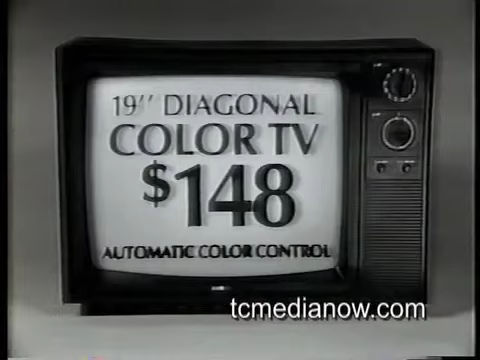 19" DIAGONAL
COLOR TV
$148
AUTOMATIC COLOR CONTROL
tcmedianow.com